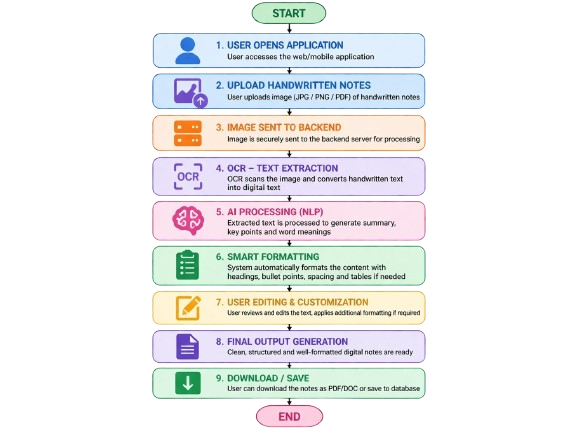 START
1. USER OPENS APPLICATION
User accesses the web/mobile application
2. UPLOAD HANDWRITTEN NOTES
User uploads image (JPG / PNG / PDF) of handwritten notes
3. IMAGE SENT TO BACKEND
Image is securely sent to the backend server for processing
OCR
4. OCR – TEXT EXTRACTION
OCR scans the image and converts handwritten text
into digital text
5. AI PROCESSING (NLP)
Extracted text is processed to generate summary,
key points and word meanings
6. SMART FORMATTING
System automatically formats the content with
headings, bullet points, spacing and tables if needed
7. USER EDITING & CUSTOMIZATION
User reviews and edits the text, applies additional formatting if required
8. FINAL OUTPUT GENERATION
Clean, structured and well-formatted digital notes are ready
9. DOWNLOAD / SAVE
User can download the notes as PDF/DOC or save to database
END